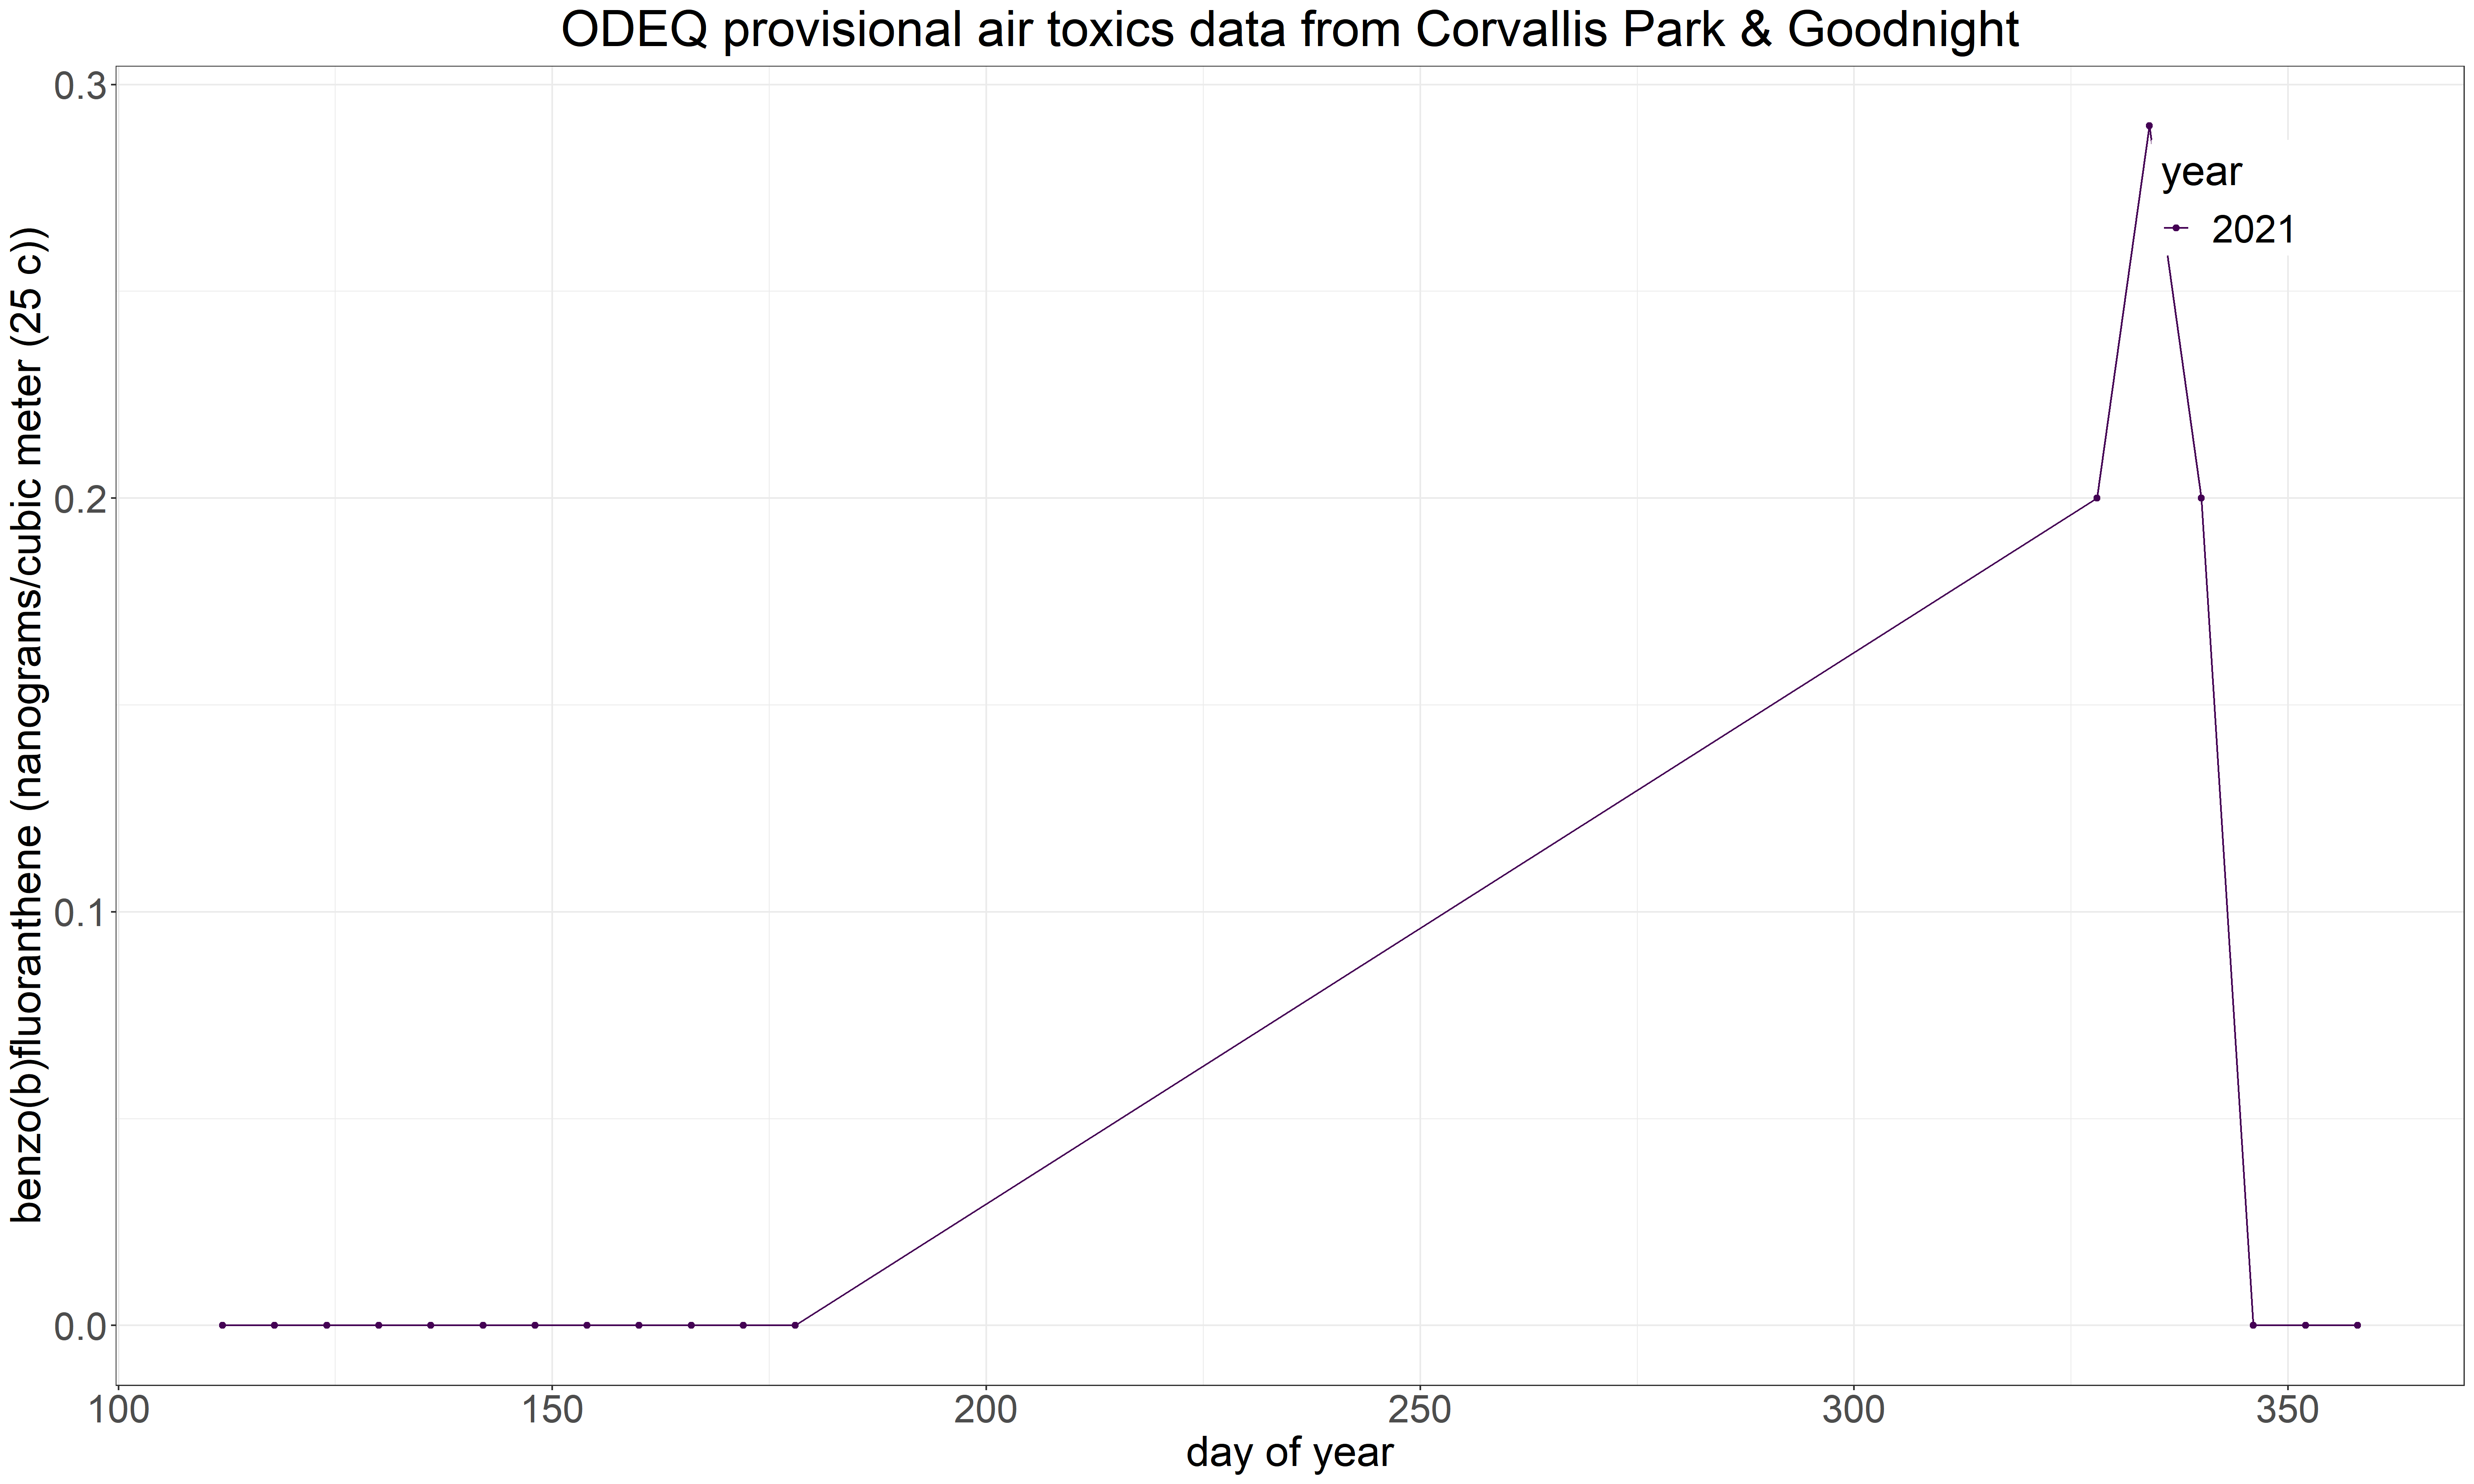 ODEQ provisional air toxics data from Corvallis Park & Goodnight
benzo(b)fluoranthene (nanograms/cubic meter (25 c))
0.3
0.2
0.1
0.0
year
2021
100 150 200 250 300 350
day of year